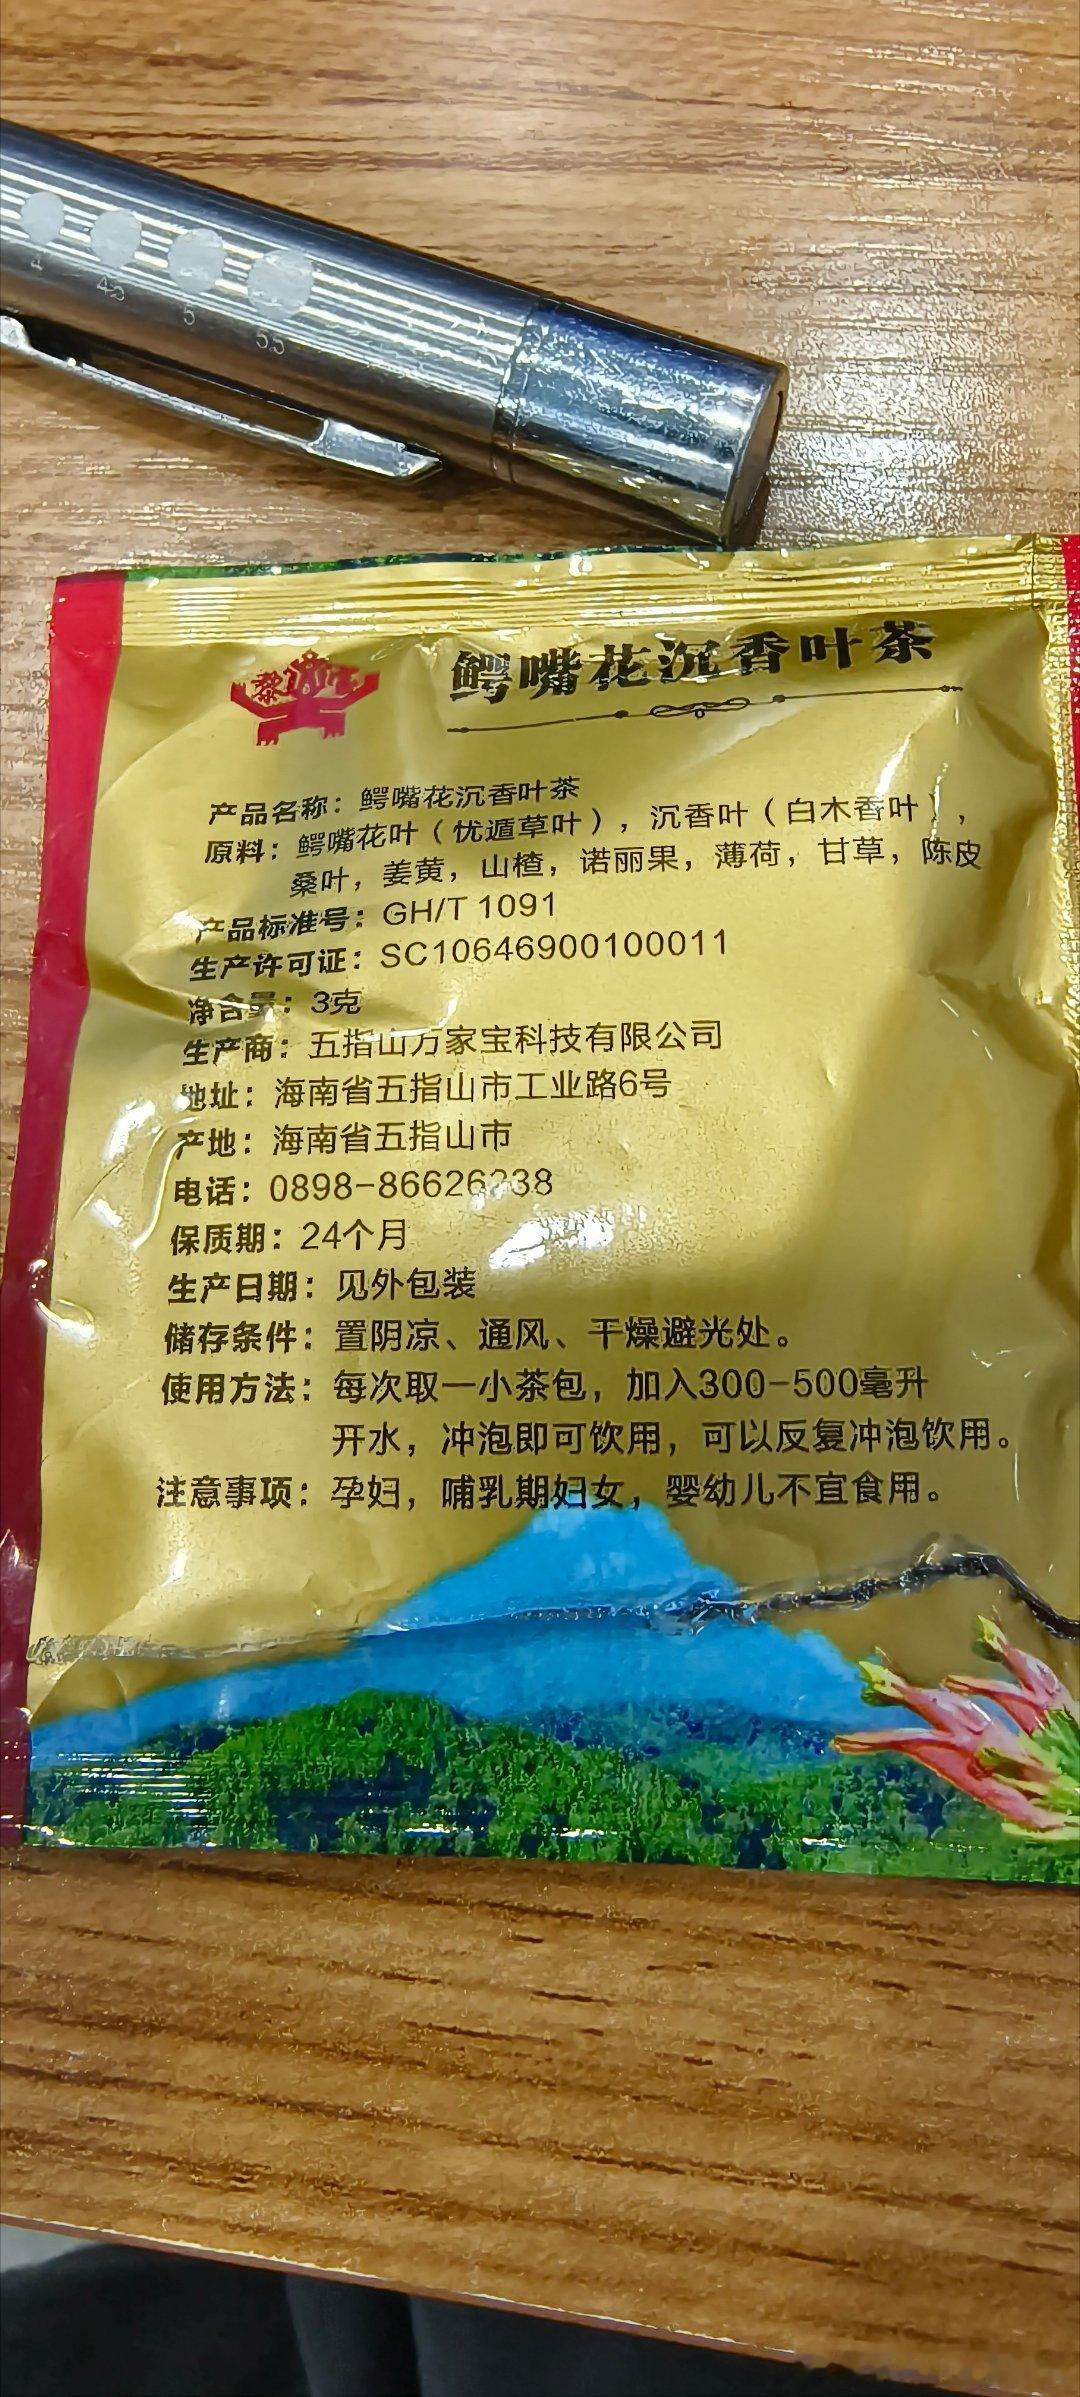 4
4.5
5
5.5
黎
鳄嘴花沉香叶茶
产品名称：鳄嘴花沉香叶茶
原料：鳄嘴花叶（忧遁草叶），沉香叶（白木香叶），
桑叶，姜黄，山楂，诺丽果，薄荷，甘草，陈皮
产品标准号：GH/T 1091
生产许可证：SC10646900100011
净含量：3克
生产商：五指山万家宝科技有限公司
地址：海南省五指山市工业路6号
产地：海南省五指山市
电话：0898-86626238
保质期：24个月
生产日期：见外包装
储存条件：置阴凉、通风、干燥避光处。
使用方法：每次取一小茶包，加入300-500毫升
开水，冲泡即可饮用，可以反复冲泡饮用。
注意事项：孕妇，哺乳期妇女，婴幼儿不宜食用。